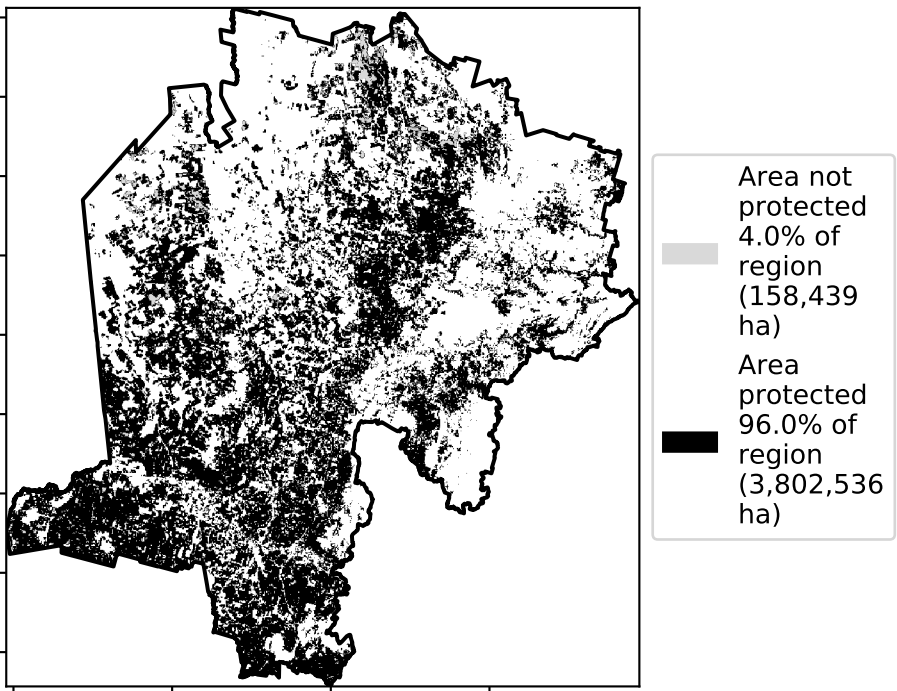 Area not
protected
4.0% of
region
(158,439
ha)
Area
protected
96.0% of
region
(3,802,536
ha)